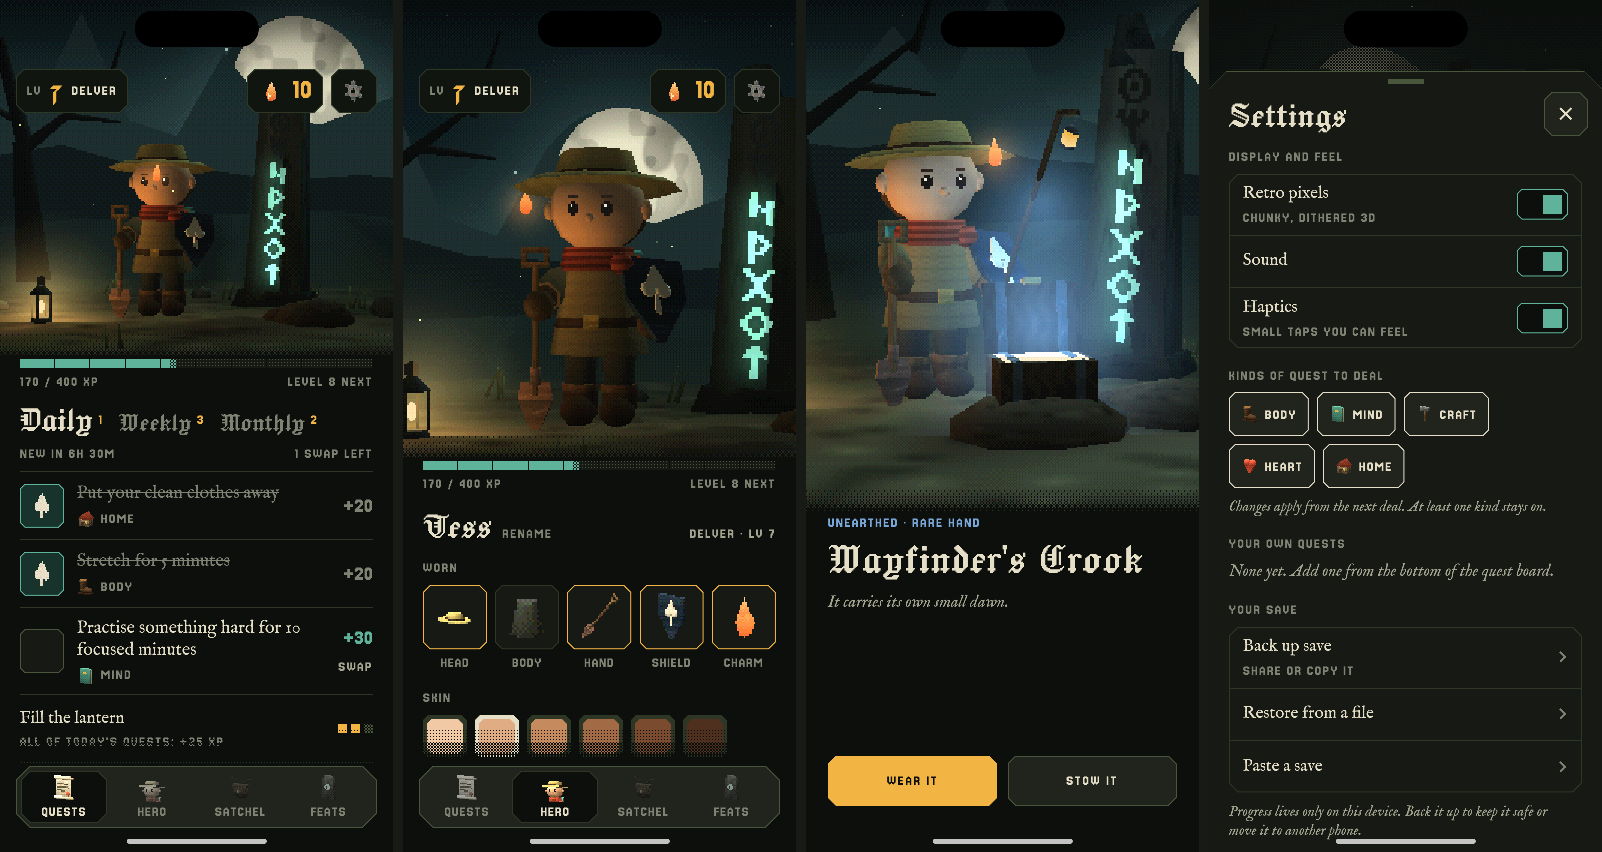 LV 7 DELVER
10
170 / 400 XP
LEVEL 8 NEXT
Daily 1 Weekly 3 Monthly 2
NEW IN 6H 30M
1 SWAP LEFT
Put your clean clothes away
HOME
+20
Stretch for 5 minutes
BODY
+20
Practise something hard for 10
focused minutes
MIND
+30
SWAP
Fill the lantern
ALL OF TODAY'S QUESTS: +25 XP
QUESTS
HERO
SATCHEL
FEATS
LV 7 DELVER
10
170 / 400 XP
LEVEL 8 NEXT
Tess RENAME
DELVER · LV 7
WORN
HEAD
BODY
HAND
SHIELD
CHARM
SKIN
QUESTS
HERO
SATCHEL
FEATS
UNEARTHED · RARE HAND
Wayfinder's Crook
It carries its own small dawn.
WEAR IT
STOW IT
Settings
DISPLAY AND FEEL
Retro pixels
CHUNKY, DITHERED 3D
Sound
Haptics
SMALL TAPS YOU CAN FEEL
KINDS OF QUEST TO DEAL
BODY
MIND
CRAFT
HEART
HOME
Changes apply from the next deal. At least one kind stays on.
YOUR OWN QUESTS
None yet. Add one from the bottom of the quest board.
YOUR SAVE
Back up save
SHARE OR COPY IT
Restore from a file
Paste a save
Progress lives only on this device. Back it up to keep it safe or
move it to another phone.